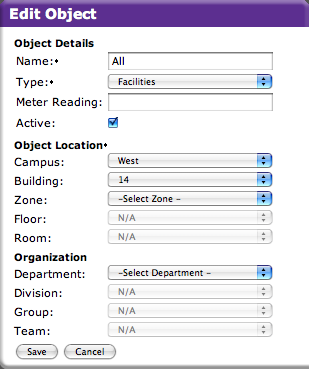 Edit Object
Object Details
Name:• All
Type:• Facilities
Meter Reading:
Active:
Object Location•
Campus: West
Building: 14
Zone: -Select Zone -
Floor: N/A
Room: N/A
Organization
Department: -Select Department -
Division: N/A
Group: N/A
Team: N/A
Save Cancel